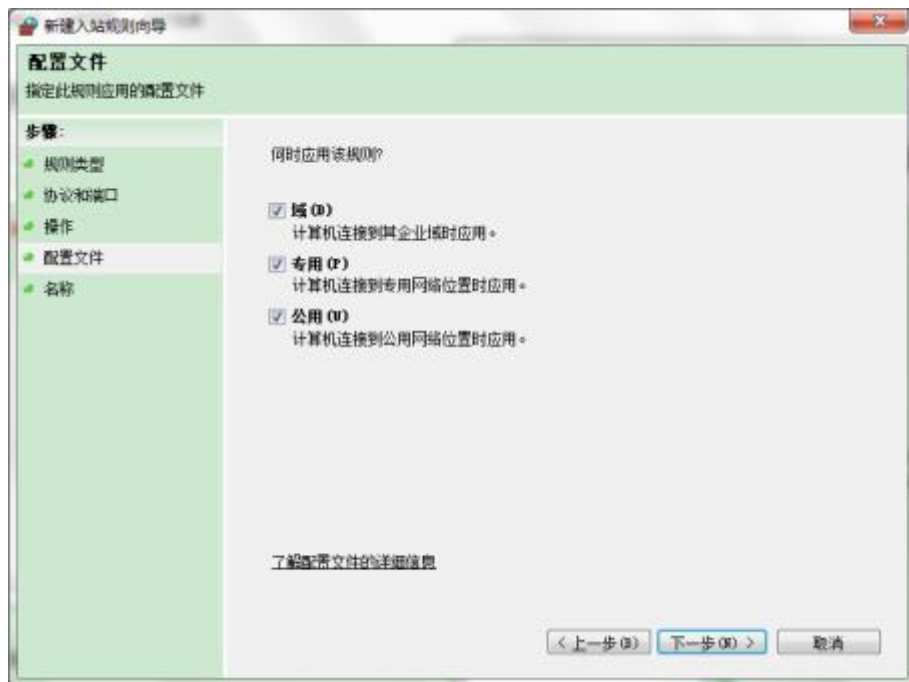 新建入站规则向导
配置文件
指定此规则应用的配置文件
步骤:
规则类型
协议和端口
操作
配置文件
名称
何时应用该规则?
域(D)
计算机连接到其企业域时应用。
专用(P)
计算机连接到专用网络位置时应用。
公用(U)
计算机连接到公用网络位置时应用。
了解配置文件的详细信息
< 上一步(B)
下一步(N) >
取消